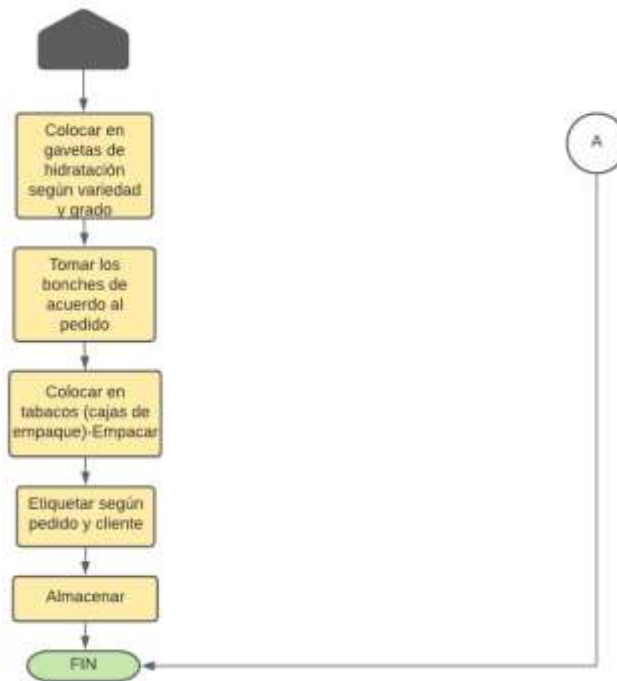 Colocar en
gavetas de
hidratación
según variedad
y grado
A
Tomar los
bonches de
acuerdo al
pedido
Colocar en
tabacos (cajas de
empaque)-Empacar
Etiquetar según
pedido y cliente
Almacenar
FIN